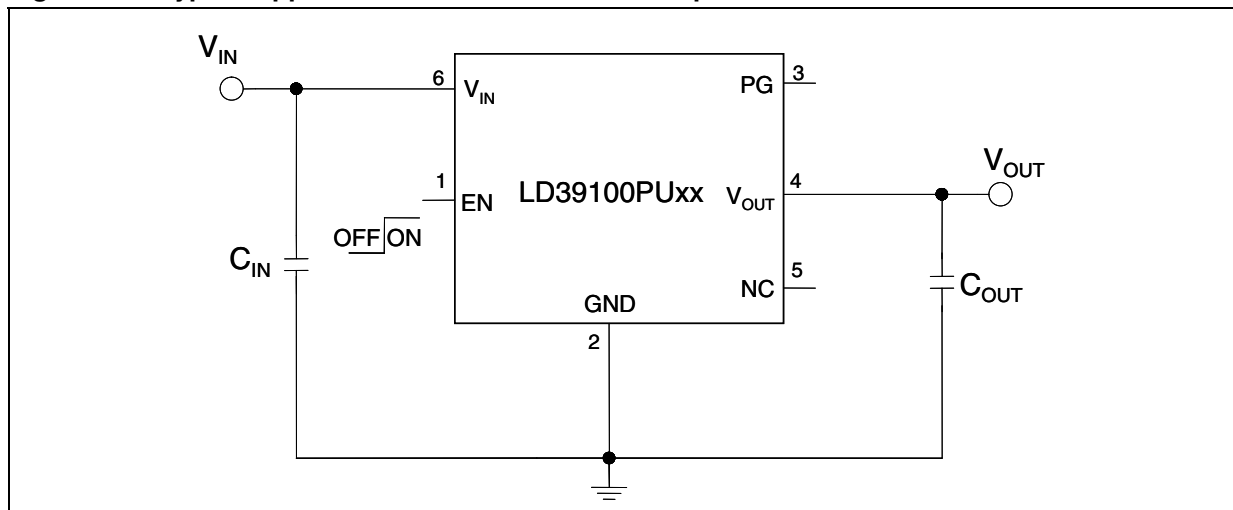 V_IN
6
V_IN
PG
3
1
EN
LD39100PUxx
V_OUT
4
V_OUT
OFF ON
C_IN
NC
5
C_OUT
GND
2